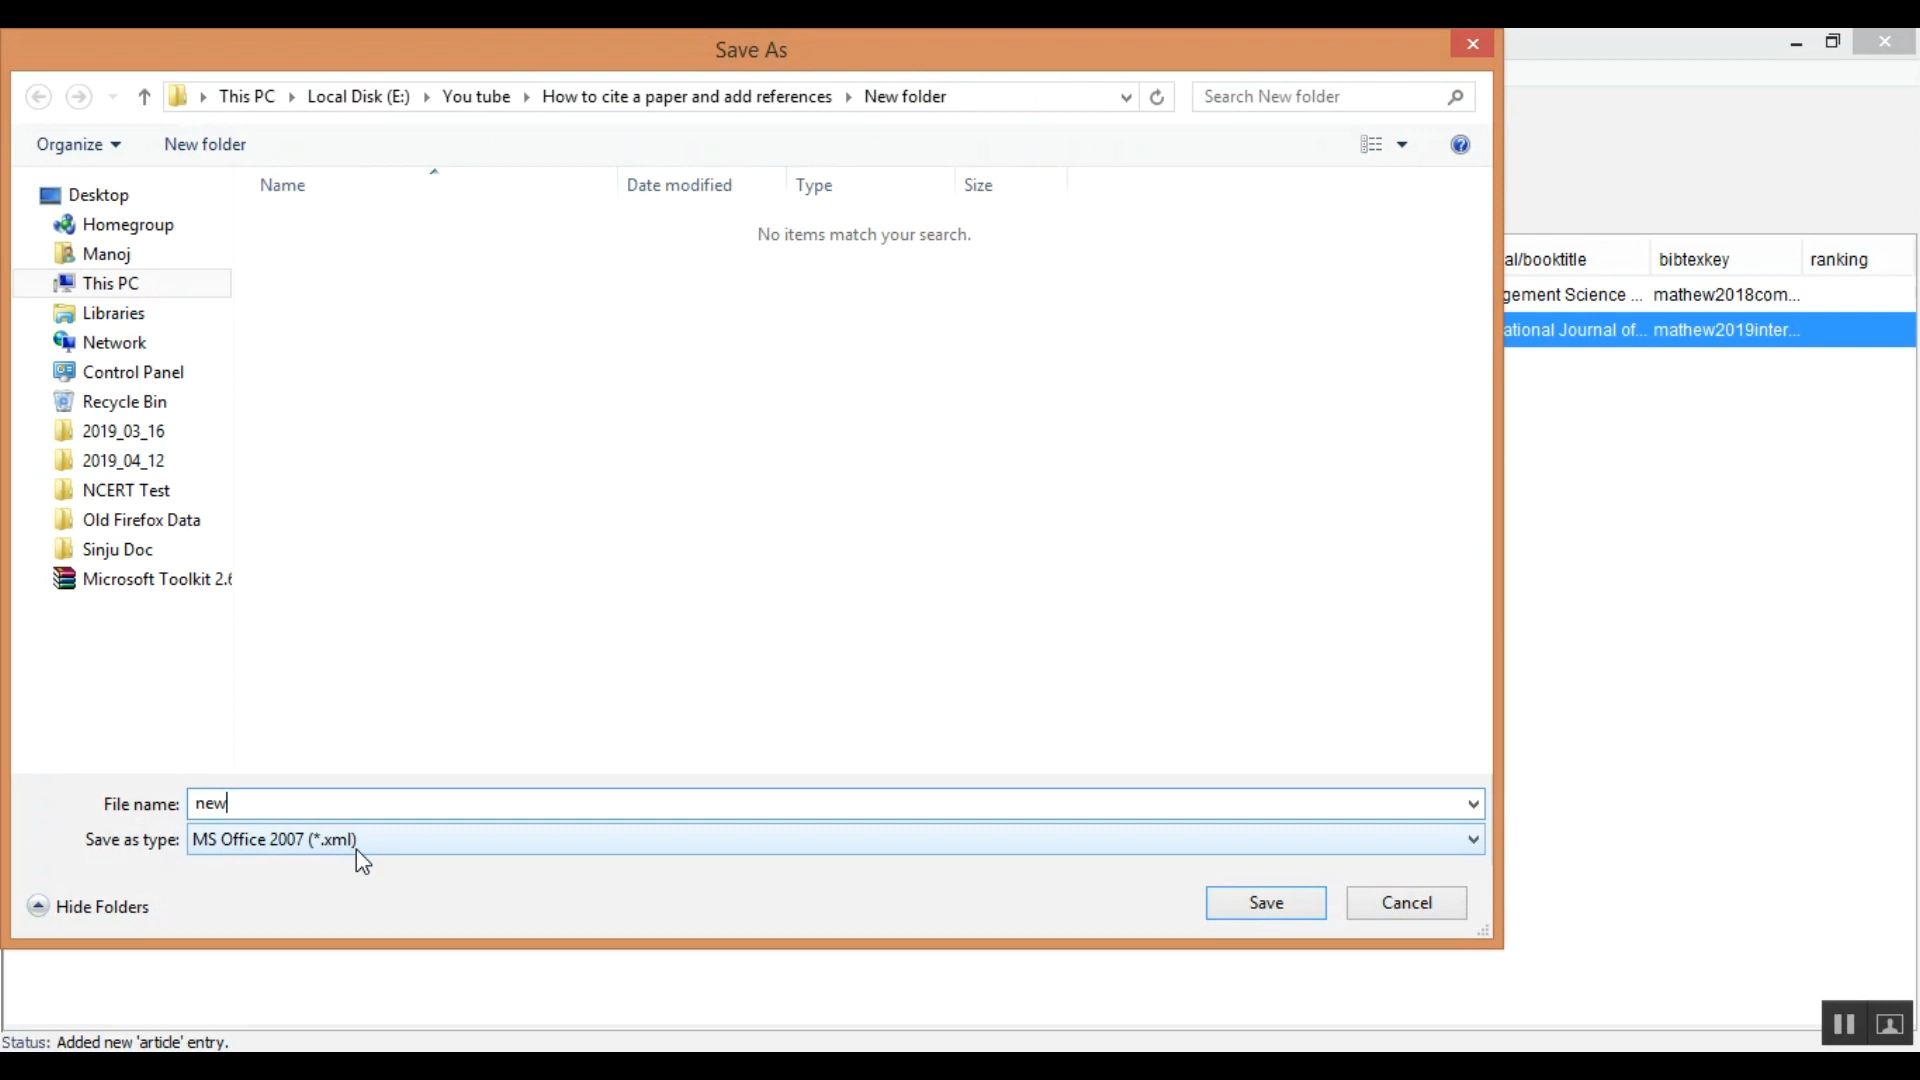 Save As
This PC Local Disk (E:) You tube How to cite a paper and add references New folder
Search New folder
Organize New folder
Name Date modified Type Size
No items match your search.
Desktop
Homegroup
Manoj
This PC
Libraries
Network
Control Panel
Recycle Bin
2019_03_16
2019_04_12
NCERT Test
Old Firefox Data
Sinju Doc
Microsoft Toolkit 2.6
al/booktitle bibtexkey ranking
gement Science ... mathew2018com...
ational Journal of... mathew2019inter...
File name: new
Save as type: MS Office 2007 (*.xml)
Hide Folders
Save Cancel
Status: Added new 'article' entry.